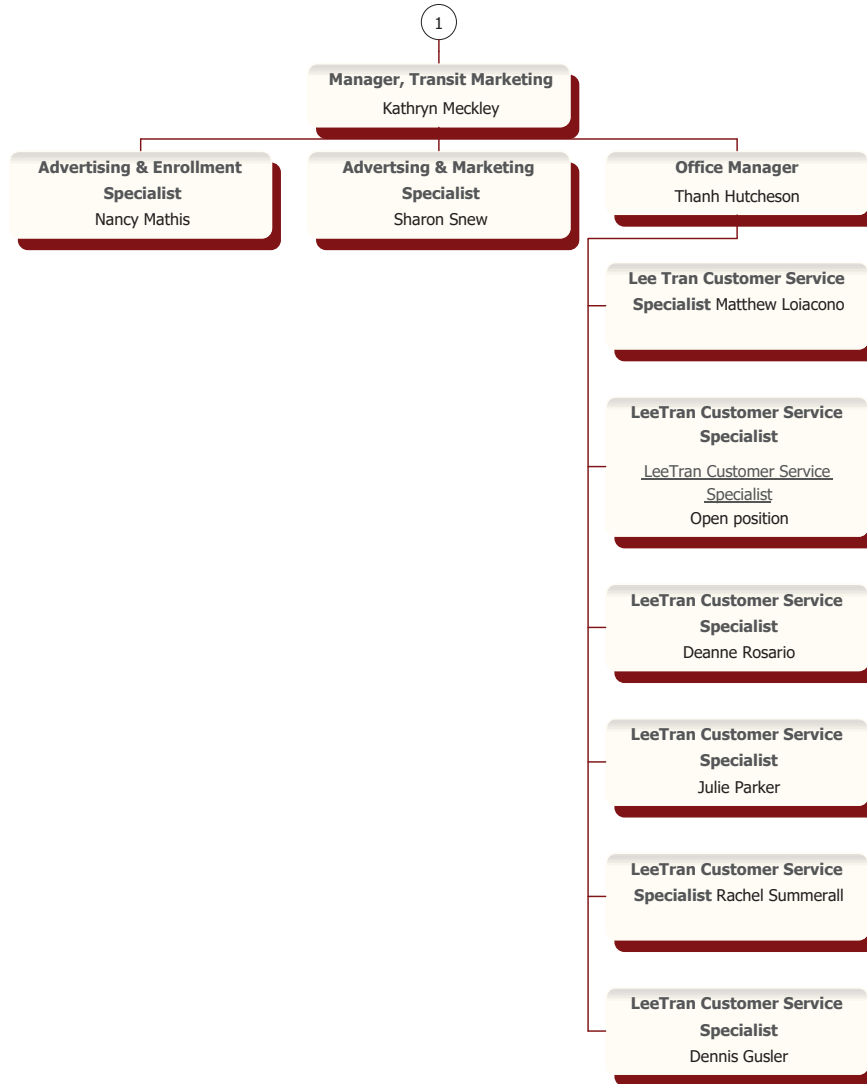 1
Manager, Transit Marketing
Kathryn Meckley
Advertising & Enrollment
Specialist
Nancy Mathis
Advertsing & Marketing
Specialist
Sharon Snew
Office Manager
Thanh Hutcheson
Lee Tran Customer Service
Specialist Matthew Loiacono
LeeTran Customer Service
Specialist
LeeTran Customer Service
Specialist
Open position
LeeTran Customer Service
Specialist
Deanne Rosario
LeeTran Customer Service
Specialist
Julie Parker
LeeTran Customer Service
Specialist Rachel Summerall
LeeTran Customer Service
Specialist
Dennis Gusler